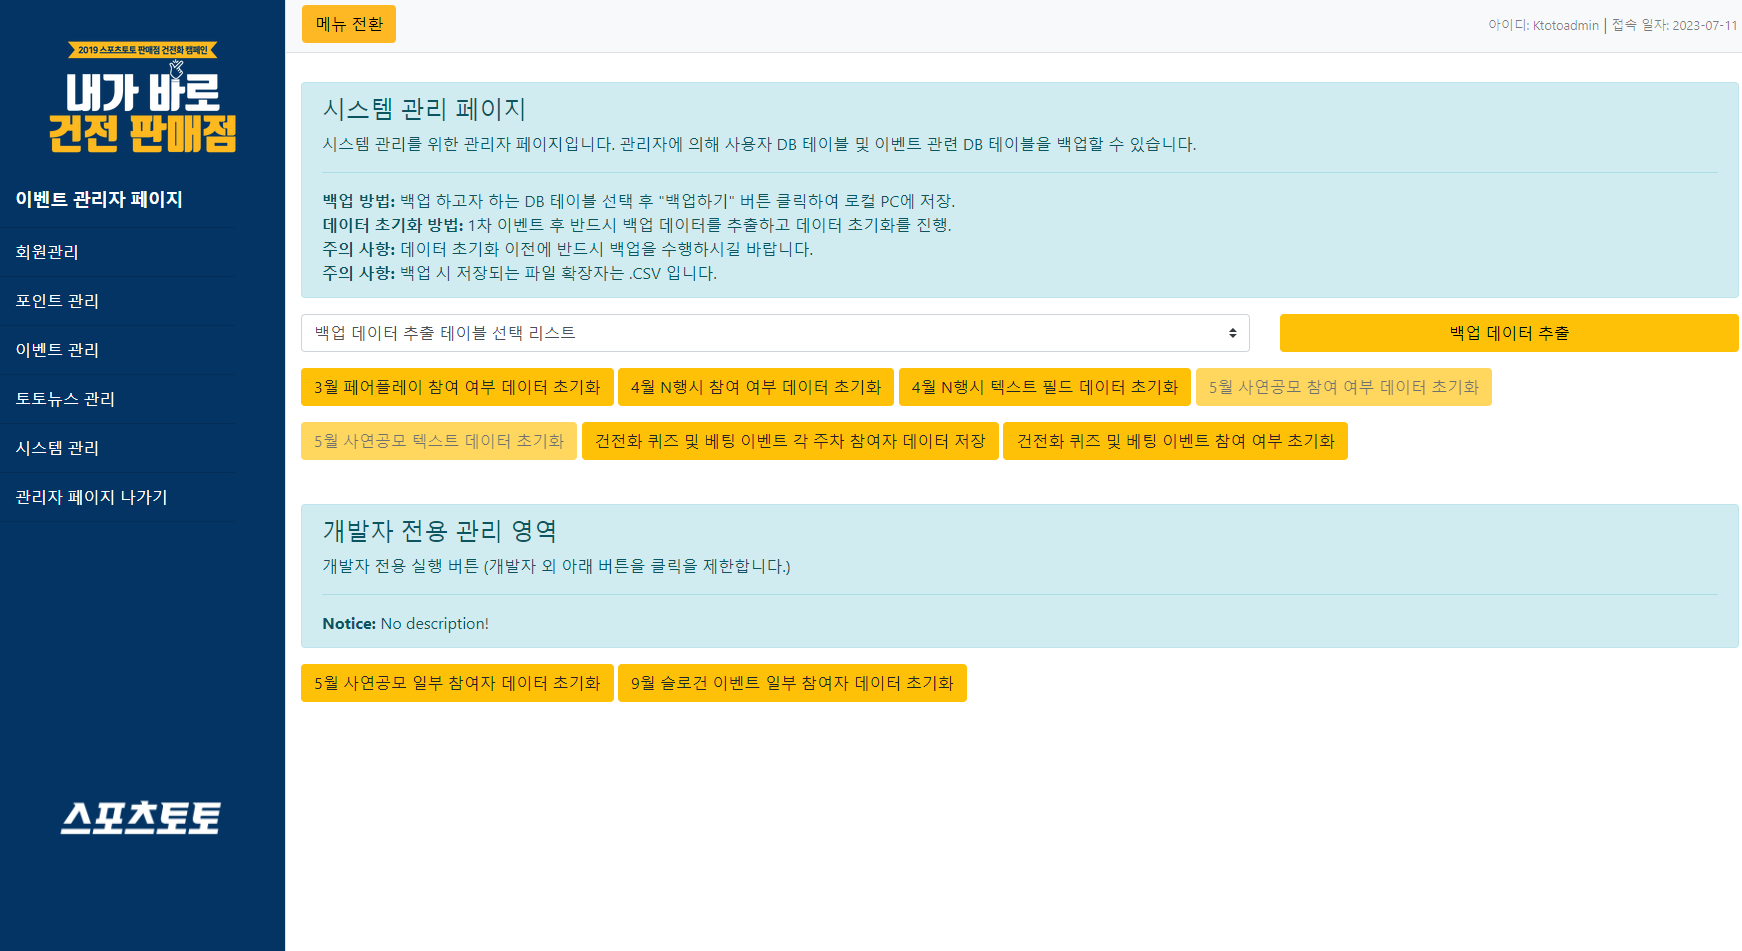 2019 스포츠토토 판매점 건전화 캠페인
내가 바로
건전 판매점
이벤트 관리자 페이지
회원관리
포인트 관리
이벤트 관리
토토뉴스 관리
시스템 관리
관리자 페이지 나가기
스포츠토토
메뉴 전환
아이디: Ktotoadmin | 접속 일자: 2023-07-11
시스템 관리 페이지
시스템 관리를 위한 관리자 페이지입니다. 관리자에 의해 사용자 DB 테이블 및 이벤트 관련 DB 테이블을 백업할 수 있습니다.
백업 방법: 백업 하고자 하는 DB 테이블 선택 후 "백업하기" 버튼 클릭하여 로컬 PC에 저장.
데이터 초기화 방법: 1차 이벤트 후 반드시 백업 데이터를 추출하고 데이터 초기화를 진행.
주의 사항: 데이터 초기화 이전에 반드시 백업을 수행하시길 바랍니다.
주의 사항: 백업 시 저장되는 파일 확장자는 .CSV 입니다.
백업 데이터 추출 테이블 선택 리스트
백업 데이터 추출
3월 페어플레이 참여 여부 데이터 초기화
4월 N행시 참여 여부 데이터 초기화
4월 N행시 텍스트 필드 데이터 초기화
5월 사연공모 참여 여부 데이터 초기화
5월 사연공모 텍스트 데이터 초기화
건전화 퀴즈 및 베팅 이벤트 각 주차 참여자 데이터 저장
건전화 퀴즈 및 베팅 이벤트 참여 여부 초기화
개발자 전용 관리 영역
개발자 전용 실행 버튼 (개발자 외 아래 버튼을 클릭을 제한합니다.)
Notice: No description!
5월 사연공모 일부 참여자 데이터 초기화
9월 슬로건 이벤트 일부 참여자 데이터 초기화